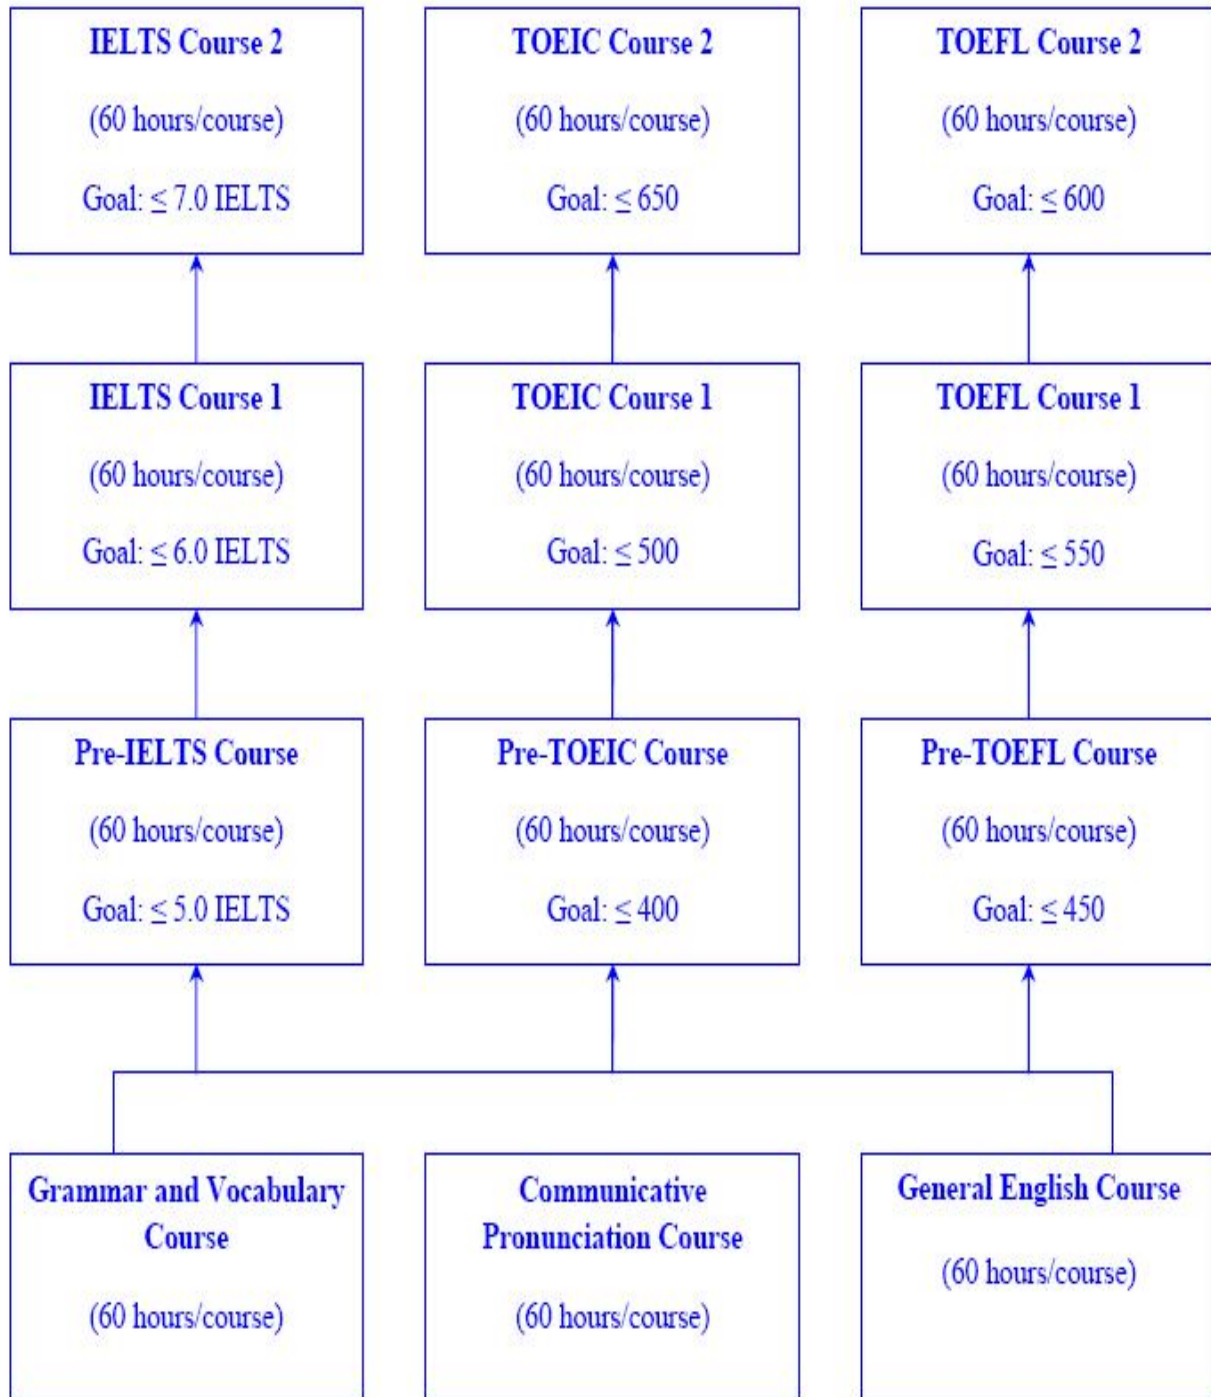 IELTS Course 2
(60 hours/course)
Goal: ≤ 7.0 IELTS
TOEIC Course 2
(60 hours/course)
Goal: ≤ 650
TOEFL Course 2
(60 hours/course)
Goal: ≤ 600
IELTS Course 1
(60 hours/course)
Goal: ≤ 6.0 IELTS
TOEIC Course 1
(60 hours/course)
Goal: ≤ 500
TOEFL Course 1
(60 hours/course)
Goal: ≤ 550
Pre-IELTS Course
(60 hours/course)
Goal: ≤ 5.0 IELTS
Pre-TOEIC Course
(60 hours/course)
Goal: ≤ 400
Pre-TOEFL Course
(60 hours/course)
Goal: ≤ 450
Grammar and Vocabulary
Course
(60 hours/course)
Communicative
Pronunciation Course
(60 hours/course)
General English Course
(60 hours/course)